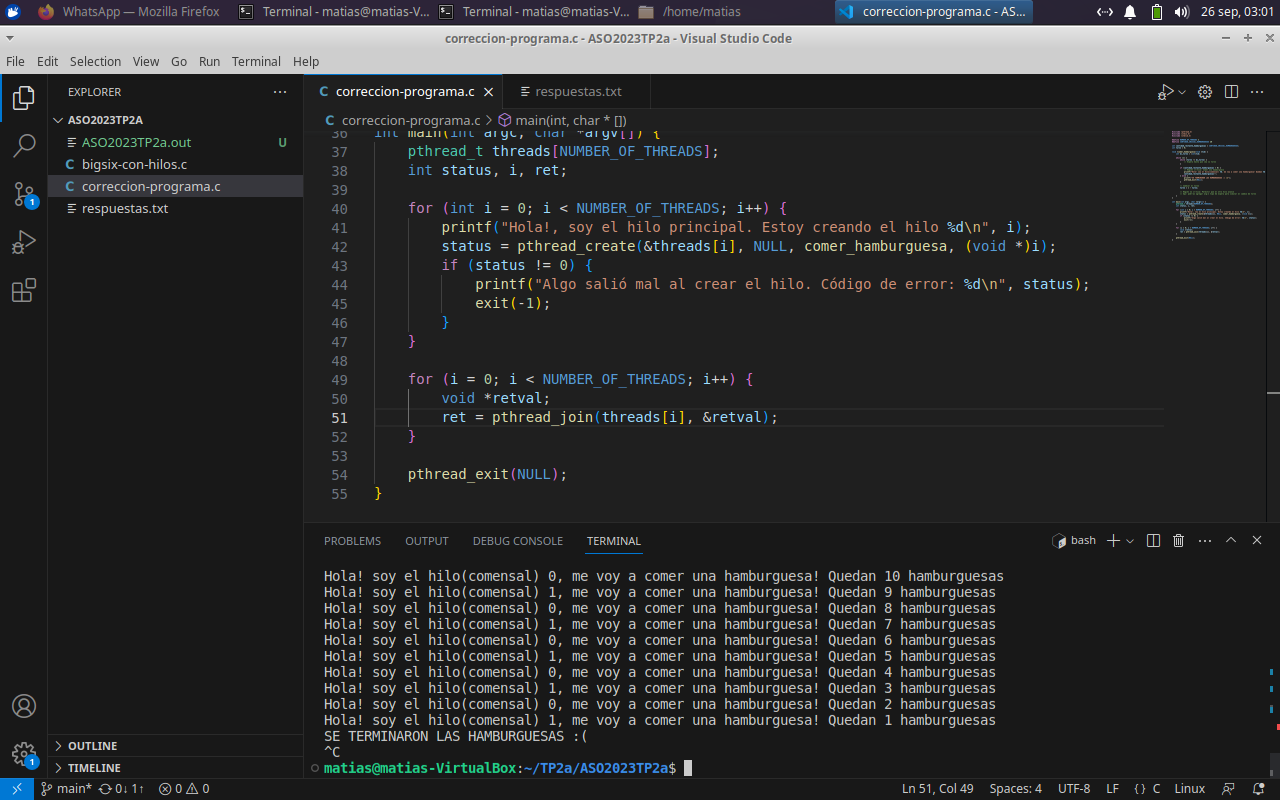 WhatsApp — Mozilla Firefox
Terminal - matias@matias-V...
Terminal - matias@matias-V...
/home/matias
correccion-programa.c - AS...
26 sep, 03:01
correccion-programa.c - ASO2023TP2a - Visual Studio Code
File Edit Selection View Go Run Terminal Help
EXPLORER
correccion-programa.c
respuestas.txt
ASO2023TP2A
ASO2023TP2a.out U
bigsix-con-hilos.c
correccion-programa.c
respuestas.txt
OUTLINE
TIMELINE
1
1
correccion-programa.c > main(int, char * [])
36 int main(int argc, char *argv[]) {
37 pthread_t threads[NUMBER_OF_THREADS];
38 int status, i, ret;
39
40 for (int i = 0; i < NUMBER_OF_THREADS; i++) {
41 printf("Hola!, soy el hilo principal. Estoy creando el hilo %d\n", i);
42 status = pthread_create(&threads[i], NULL, comer_hamburguesa, (void *)i);
43 if (status != 0) {
44 printf("Algo salió mal al crear el hilo. Código de error: %d\n", status);
45 exit(-1);
46 }
47 }
48
49 for (i = 0; i < NUMBER_OF_THREADS; i++) {
50 void *retval;
51 ret = pthread_join(threads[i], &retval);
52 }
53
54 pthread_exit(NULL);
55 }
PROBLEMS OUTPUT DEBUG CONSOLE TERMINAL
bash
Hola! soy el hilo(comensal) 0, me voy a comer una hamburguesa! Quedan 10 hamburguesas
Hola! soy el hilo(comensal) 1, me voy a comer una hamburguesa! Quedan 9 hamburguesas
Hola! soy el hilo(comensal) 0, me voy a comer una hamburguesa! Quedan 8 hamburguesas
Hola! soy el hilo(comensal) 1, me voy a comer una hamburguesa! Quedan 7 hamburguesas
Hola! soy el hilo(comensal) 0, me voy a comer una hamburguesa! Quedan 6 hamburguesas
Hola! soy el hilo(comensal) 1, me voy a comer una hamburguesa! Quedan 5 hamburguesas
Hola! soy el hilo(comensal) 0, me voy a comer una hamburguesa! Quedan 4 hamburguesas
Hola! soy el hilo(comensal) 1, me voy a comer una hamburguesa! Quedan 3 hamburguesas
Hola! soy el hilo(comensal) 0, me voy a comer una hamburguesa! Quedan 2 hamburguesas
Hola! soy el hilo(comensal) 1, me voy a comer una hamburguesa! Quedan 1 hamburguesas
SE TERMINARON LAS HAMBURGUESAS :(
^C
matias@matias-VirtualBox:~/TP2a/ASO2023TP2a$
main* 0↓ 1↑ 0 0
Ln 51, Col 49 Spaces: 4 UTF-8 LF {} C Linux